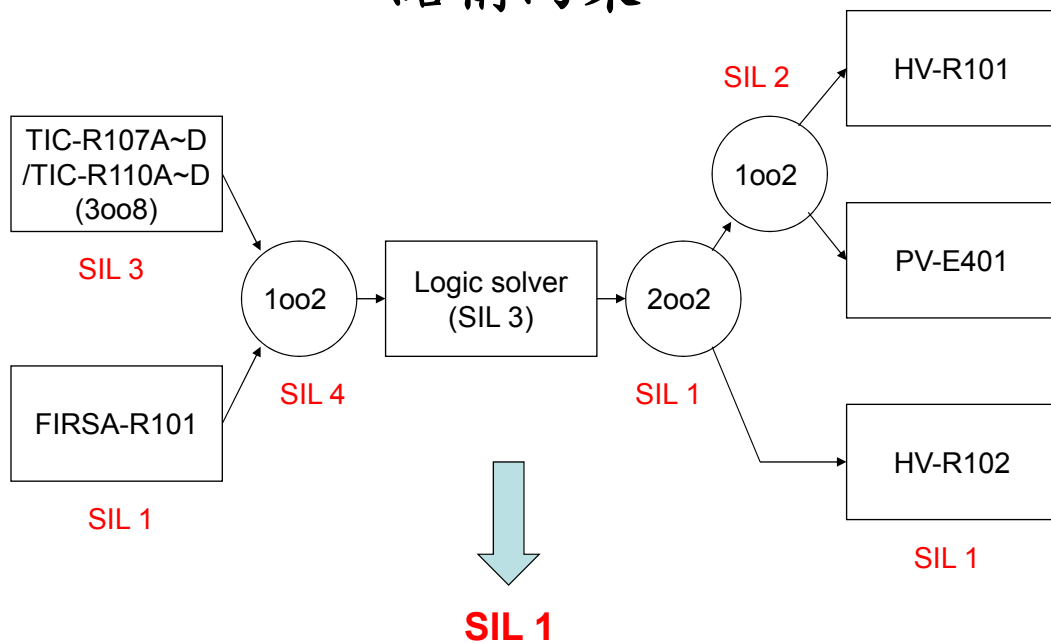 SIL 2
HV-R101
TIC-R107A~D
/TIC-R110A~D
(3oo8)
SIL 3
1oo2
PV-E401
1oo2
Logic solver
(SIL 3)
2oo2
SIL 4
SIL 1
FIRSA-R101
SIL 1
HV-R102
SIL 1
SIL 1